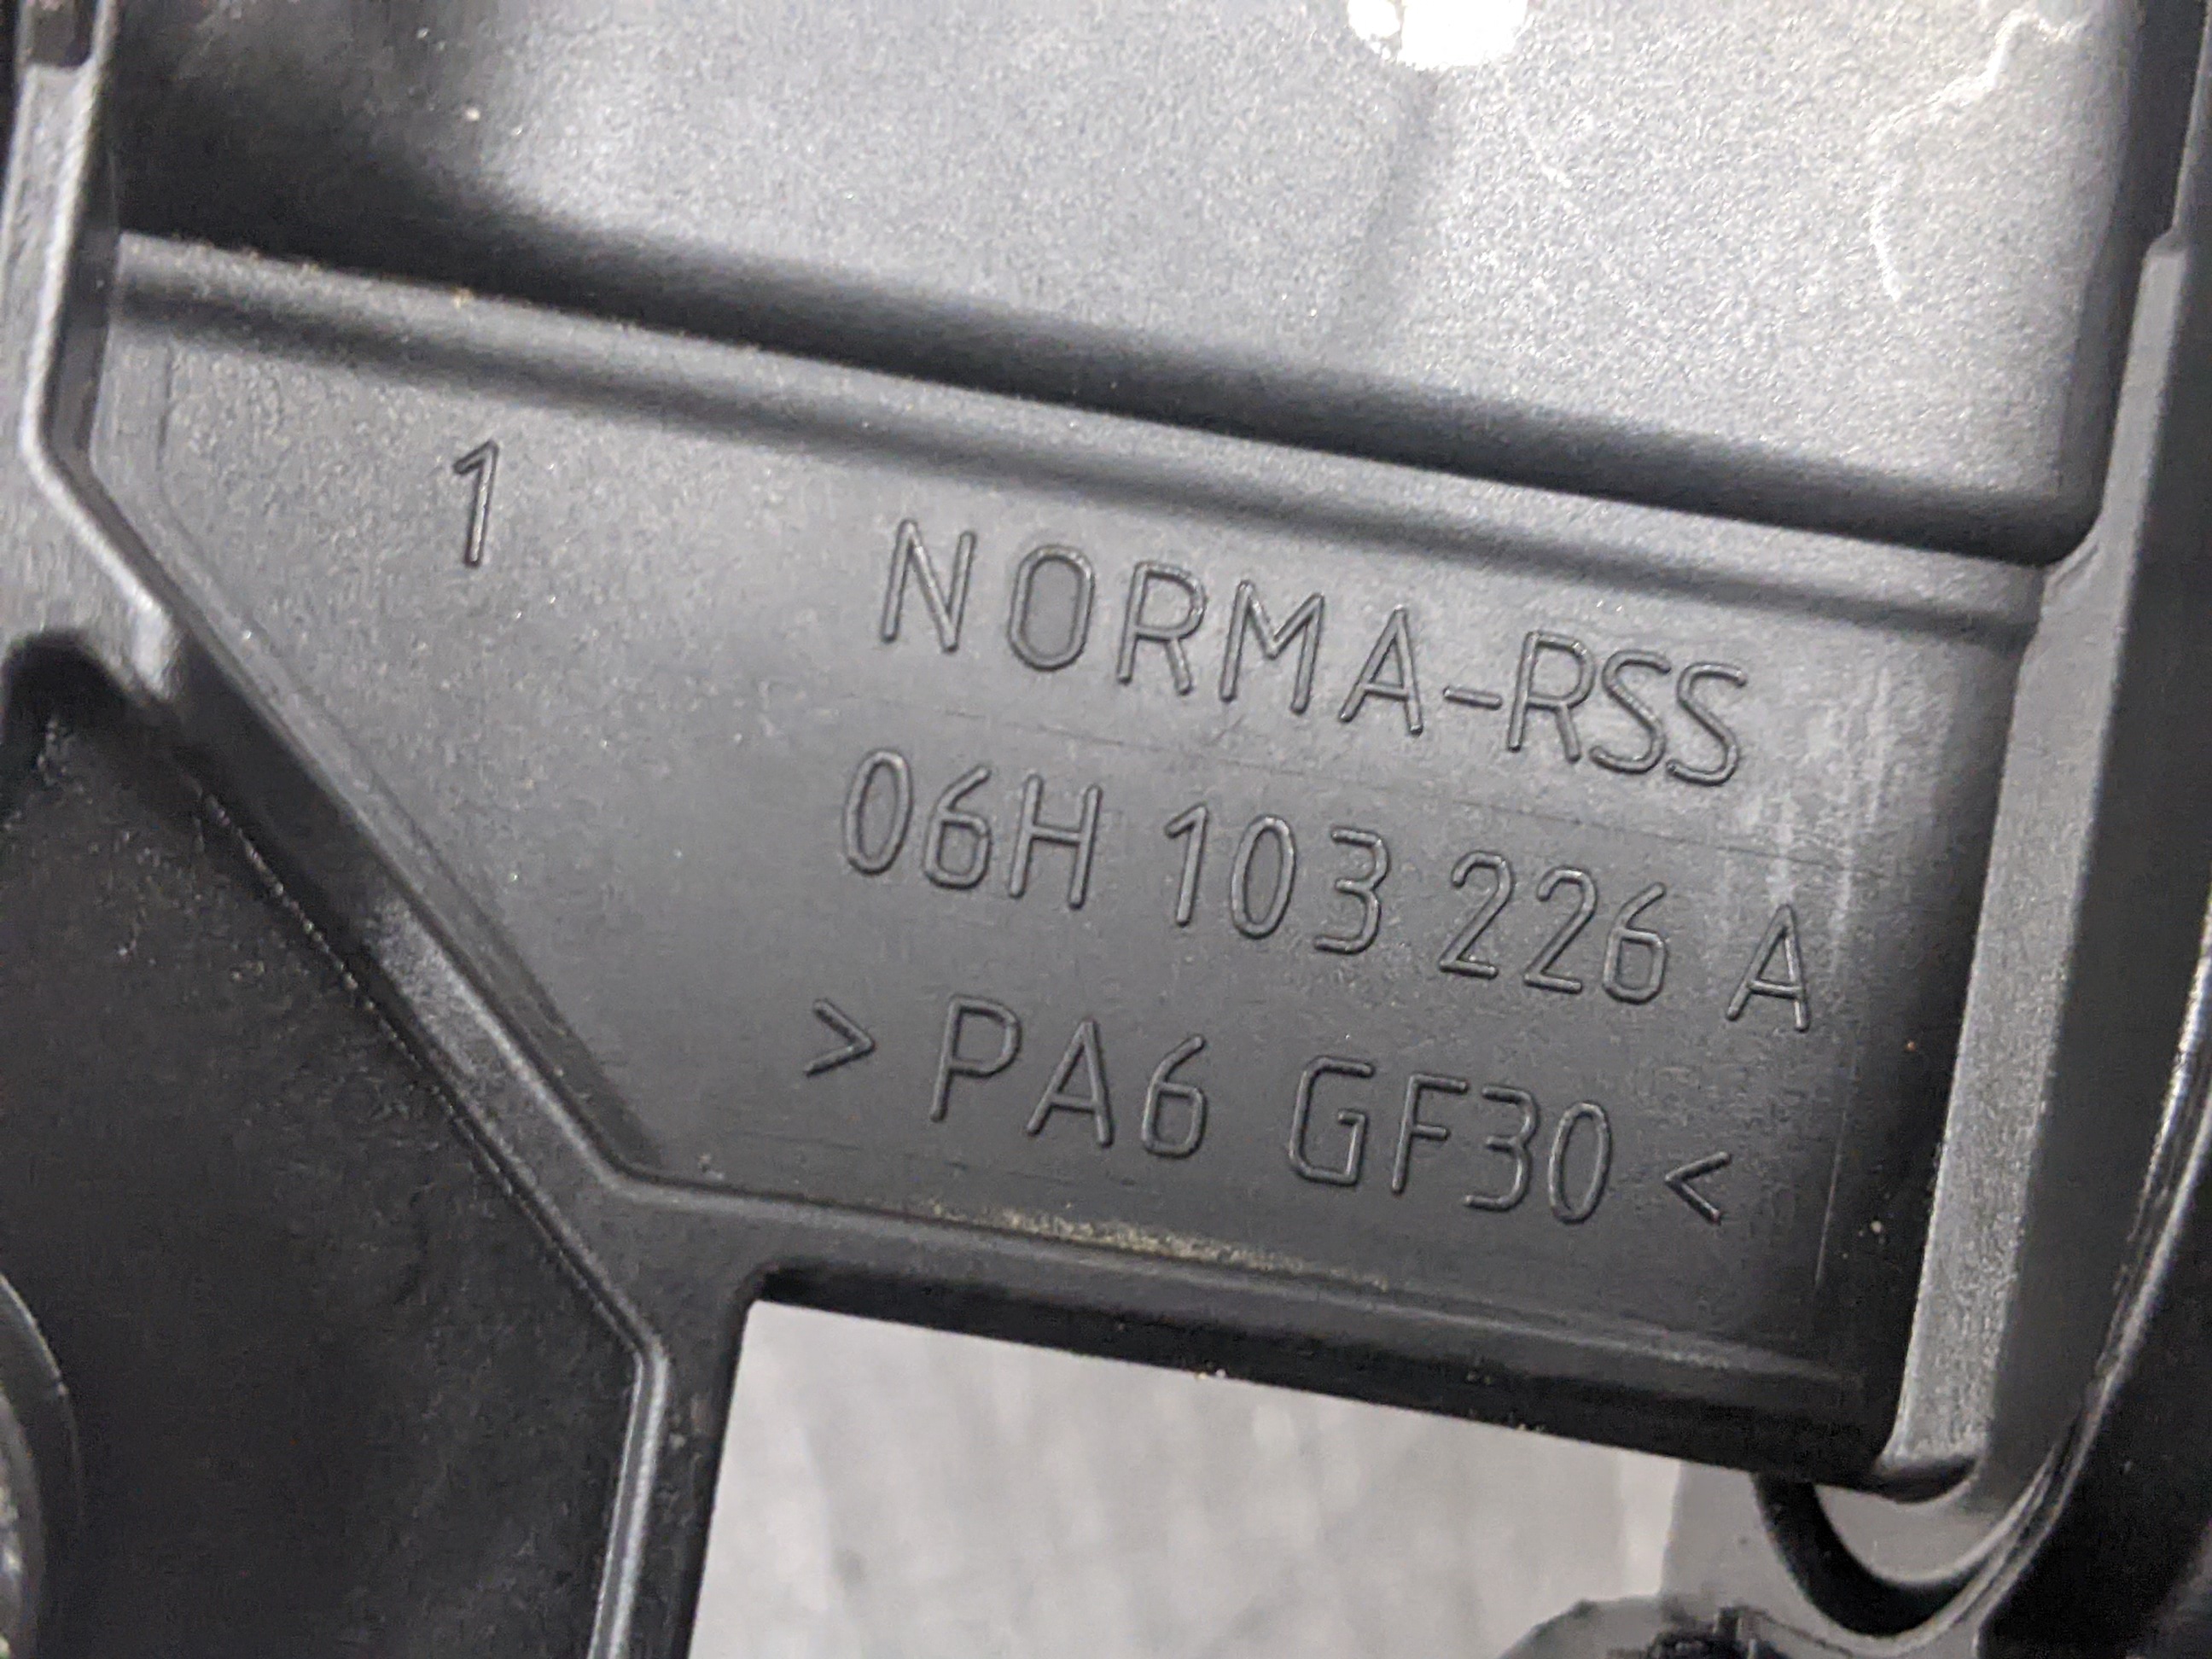 1
NORMA-RSS
06H 103 226 A
> PA6 GF30 <